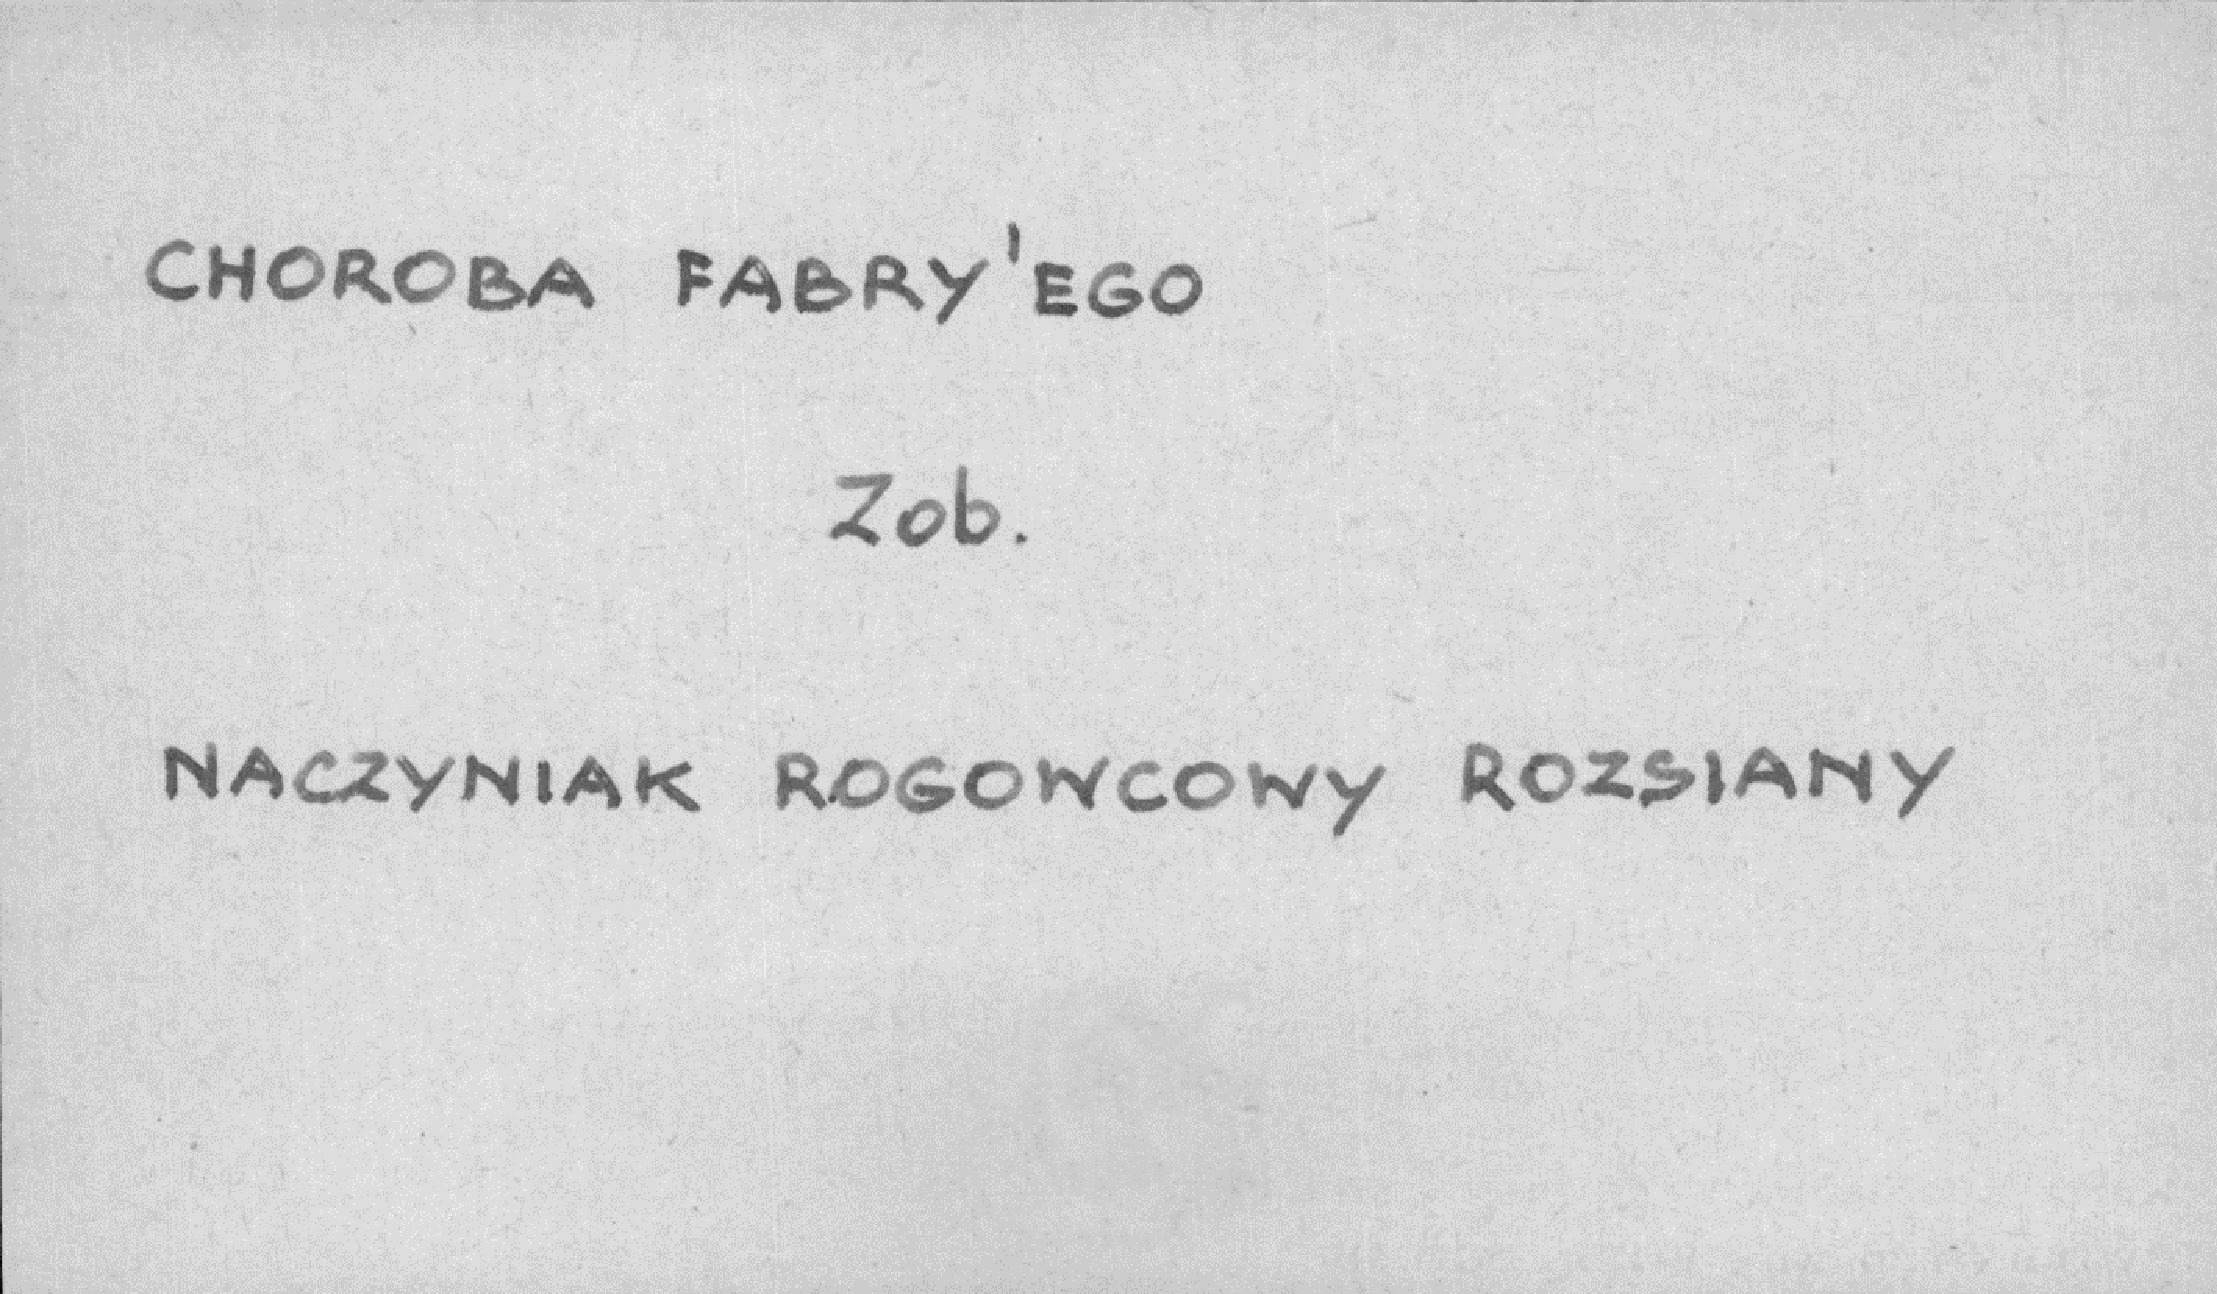 CHOROBA FABRY'EGO
Zob.
NACZYNIAK ROGOWCOWY ROZSIANY